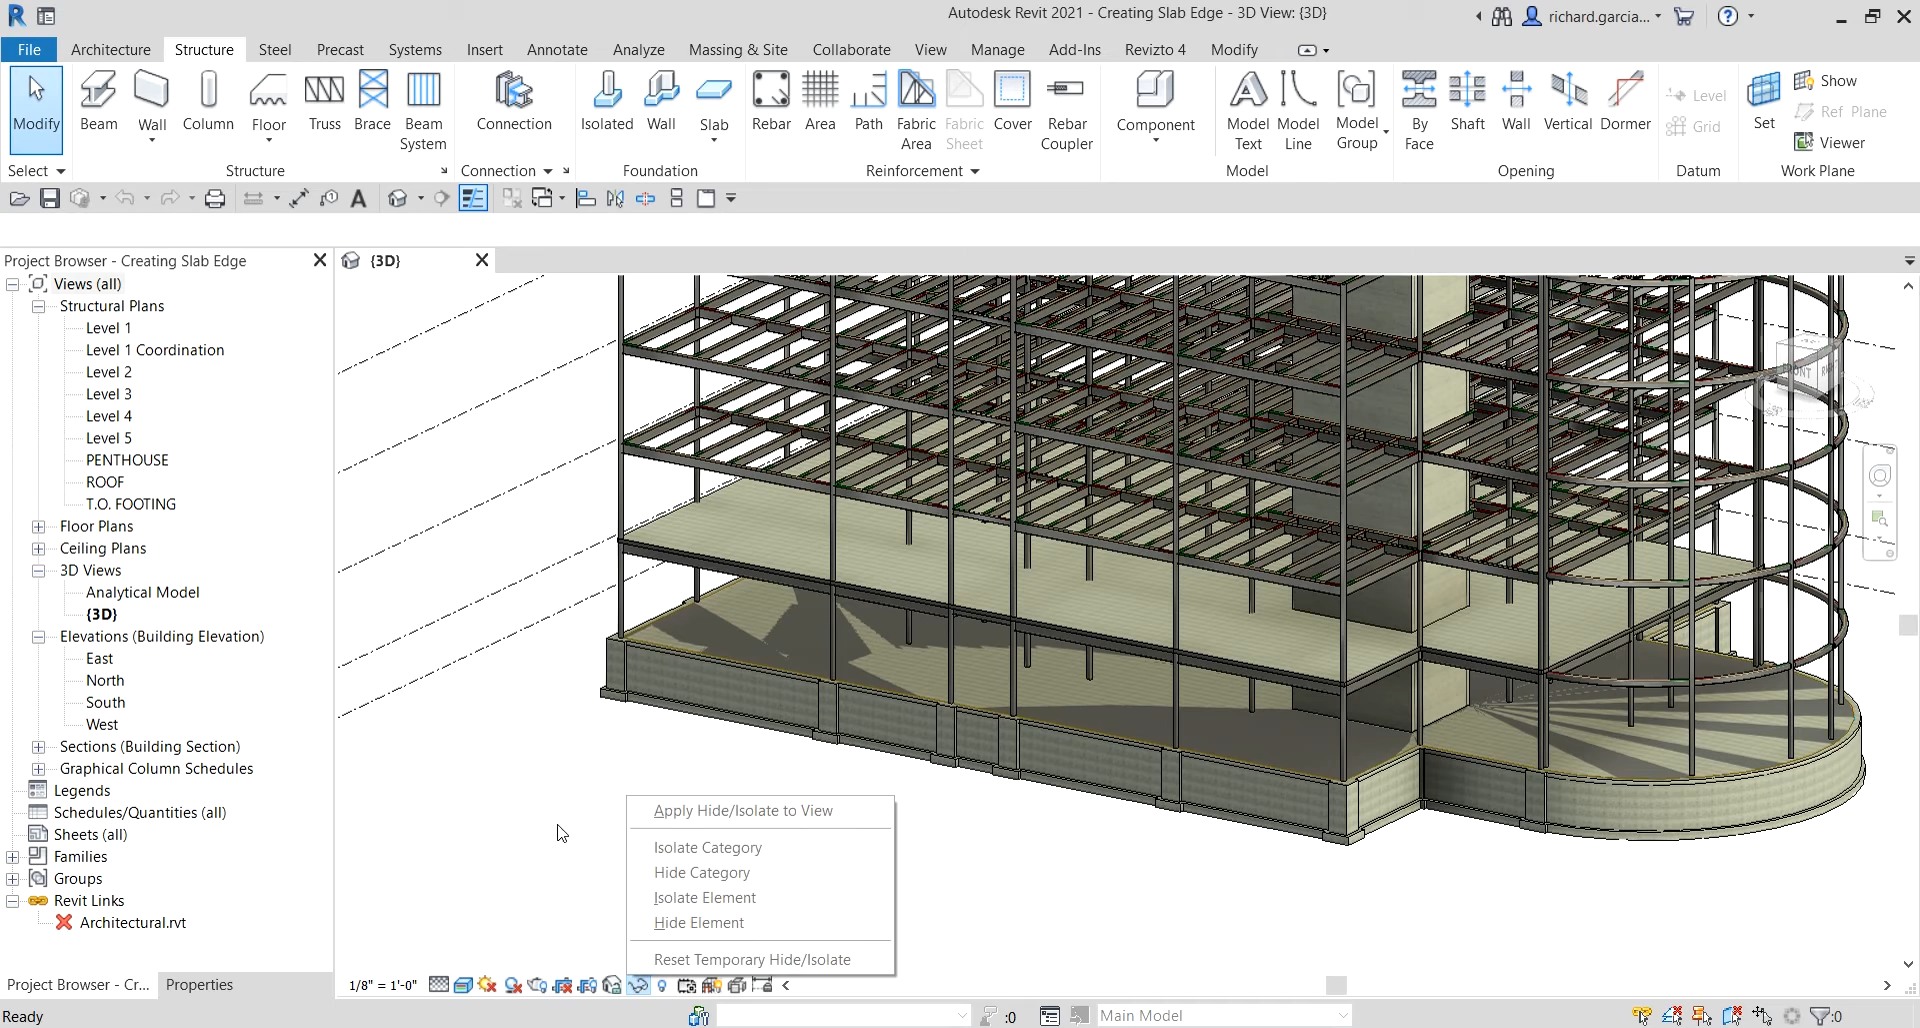 Autodesk Revit 2021 - Creating Slab Edge - 3D View: {3D}
richard.garcia...
File Architecture Structure Steel Precast Systems Insert Annotate Analyze Massing & Site Collaborate View Manage Add-Ins Revizto 4 Modify
Modify Beam Wall Column Floor Truss Brace Beam System Connection Isolated Wall Slab Rebar Area Path Fabric Area Fabric Sheet Cover Rebar Coupler Component Model Text Model Line Model Group By Face Shaft Wall Vertical Dormer Level Grid Set Show Ref Plane Viewer
Select Structure Connection Foundation Reinforcement Model Opening Datum Work Plane
Project Browser - Creating Slab Edge
{3D}
Views (all)
Structural Plans
Level 1
Level 1 Coordination
Level 2
Level 3
Level 4
Level 5
PENTHOUSE
ROOF
T.O. FOOTING
Floor Plans
Ceiling Plans
3D Views
Analytical Model
{3D}
Elevations (Building Elevation)
East
North
South
West
Sections (Building Section)
Graphical Column Schedules
Legends
Schedules/Quantities (all)
Sheets (all)
Families
Groups
Revit Links
Architectural.rvt
FRONT
Apply Hide/Isolate to View
Isolate Category
Hide Category
Isolate Element
Hide Element
Reset Temporary Hide/Isolate
Project Browser - Cr... Properties
1/8" = 1'-0"
Ready
:0
Main Model
:0